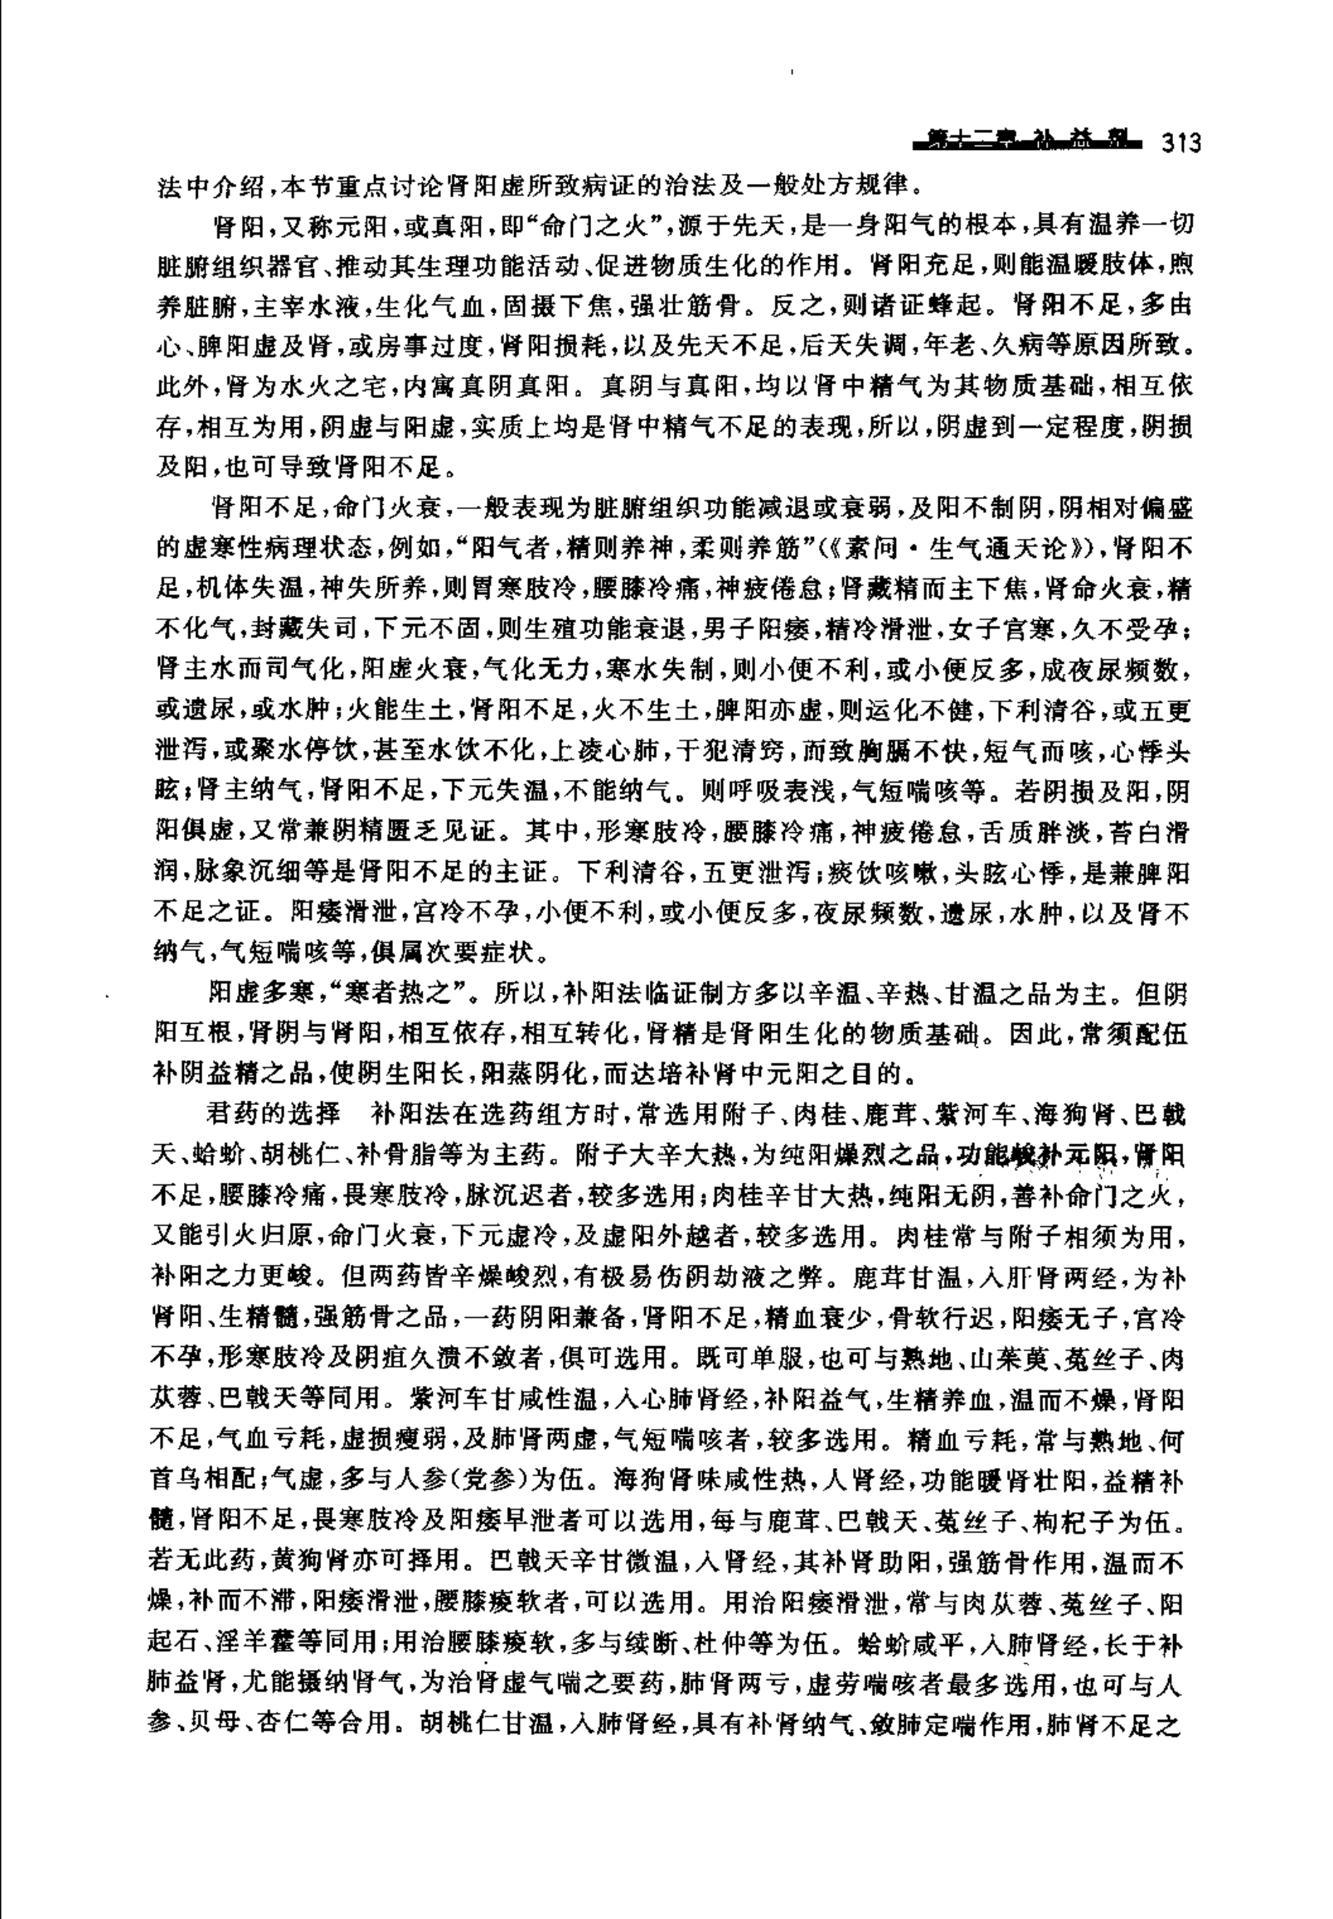 第十二章 补益剂 313
法中介绍,本节重点讨论肾阳虚所致病证的治法及一般处方规律。
肾阳,又称元阳,或真阳,即“命门之火”,源于先天,是一身阳气的根本,具有温养一切
脏腑组织器官、推动其生理功能活动、促进物质生化的作用。肾阳充足,则能温暖肢体,煦
养脏腑,主宰水液,生化气血,固摄下焦,强壮筋骨。反之,则诸证蜂起。肾阳不足,多由
心、脾阳虚及肾,或房事过度,肾阳损耗,以及先天不足,后天失调,年老、久病等原因所致。
此外,肾为水火之宅,内寓真阴真阳。真阴与真阳,均以肾中精气为其物质基础,相互依
存,相互为用,阴虚与阳虚,实质上均是肾中精气不足的表现,所以,阴虚到一定程度,阴损
及阳,也可导致肾阳不足。
肾阳不足,命门火衰,一般表现为脏腑组织功能减退或衰弱,及阳不制阴,阴相对偏盛
的虚寒性病理状态,例如,“阳气者,精则养神,柔则养筋”(《素问·生气通天论》),肾阳不
足,机体失温,神失所养,则胃寒肢冷,腰膝冷痛,神疲倦怠;肾藏精而主下焦,肾命火衰,精
不化气,封藏失司,下元不固,则生殖功能衰退,男子阳痿,精冷滑泄,女子宫寒,久不受孕;
肾主水而司气化,阳虚火衰,气化无力,寒水失制,则小便不利,或小便反多,成夜尿频数,
或遗尿,或水肿;火能生土,肾阳不足,火不生土,脾阳亦虚,则运化不健,下利清谷,或五更
泄泻,或聚水停饮,甚至水饮不化,上凌心肺,干犯清窍,而致胸膈不快,短气而咳,心悸头
眩;肾主纳气,肾阳不足,下元失温,不能纳气。则呼吸表浅,气短喘咳等。若阴损及阳,阴
阳俱虚,又常兼阴精匮乏见证。其中,形寒肢冷,腰膝冷痛,神疲倦怠,舌质胖淡,苔白滑
润,脉象沉细等是肾阳不足的主证。下利清谷,五更泄泻;痰饮咳嗽,头眩心悸,是兼脾阳
不足之证。阳痿滑泄,宫冷不孕,小便不利,或小便反多,夜尿频数,遗尿,水肿,以及肾不
纳气,气短喘咳等,俱属次要症状。
阳虚多寒,“寒者热之”。所以,补阳法临证制方多以辛温、辛热、甘温之品为主。但阴
阳互根,肾阴与肾阳,相互依存,相互转化,肾精是肾阳生化的物质基础。因此,常须配伍
补阴益精之品,使阴生阳长,阳蒸阴化,而达培补肾中元阳之目的。
君药的选择 补阳法在选药组方时,常选用附子、肉桂、鹿茸、紫河车、海狗肾、巴戟
天、蛤蚧、胡桃仁、补骨脂等为主药。附子大辛大热,为纯阳燥烈之品,功能峻补元阳,肾阳
不足,腰膝冷痛,畏寒肢冷,脉沉迟者,较多选用;肉桂辛甘大热,纯阳无阴,善补命门之火,
又能引火归原,命门火衰,下元虚冷,及虚阳外越者,较多选用。肉桂常与附子相须为用,
补阳之力更峻。但两药皆辛燥峻烈,有极易伤阴劫液之弊。鹿茸甘温,入肝肾两经,为补
肾阳、生精髓,强筋骨之品,一药阴阳兼备,肾阳不足,精血衰少,骨软行迟,阳痿无子,宫冷
不孕,形寒肢冷及阴疽久溃不敛者,俱可选用。既可单服,也可与熟地、山茱萸、菟丝子、肉
苁蓉、巴戟天等同用。紫河车甘咸性温,入心肺肾经,补阳益气,生精养血,温而不燥,肾阳
不足,气血亏耗,虚损瘦弱,及肺肾两虚,气短喘咳者,较多选用。精血亏耗,常与熟地、何
首乌相配;气虚,多与人参(党参)为伍。海狗肾味咸性热,入肾经,功能暖肾壮阳,益精补
髓,肾阳不足,畏寒肢冷及阳痿早泄者可以选用,每与鹿茸、巴戟天、菟丝子、枸杞子为伍。
若无此药,黄狗肾亦可择用。巴戟天辛甘微温,入肾经,其补肾助阳,强筋骨作用,温而不
燥,补而不滞,阳痿滑泄,腰膝痠软者,可以选用。用治阳痿滑泄,常与肉苁蓉、菟丝子、阳
起石、淫羊藿等同用;用治腰膝痠软,多与续断、杜仲等为伍。蛤蚧咸平,入肺肾经,长于补
肺益肾,尤能摄纳肾气,为治肾虚气喘之要药,肺肾两亏,虚劳喘咳者最多选用,也可与人
参、贝母、杏仁等合用。胡桃仁甘温,入肺肾经,具有补肾纳气、敛肺定喘作用,肺肾不足之